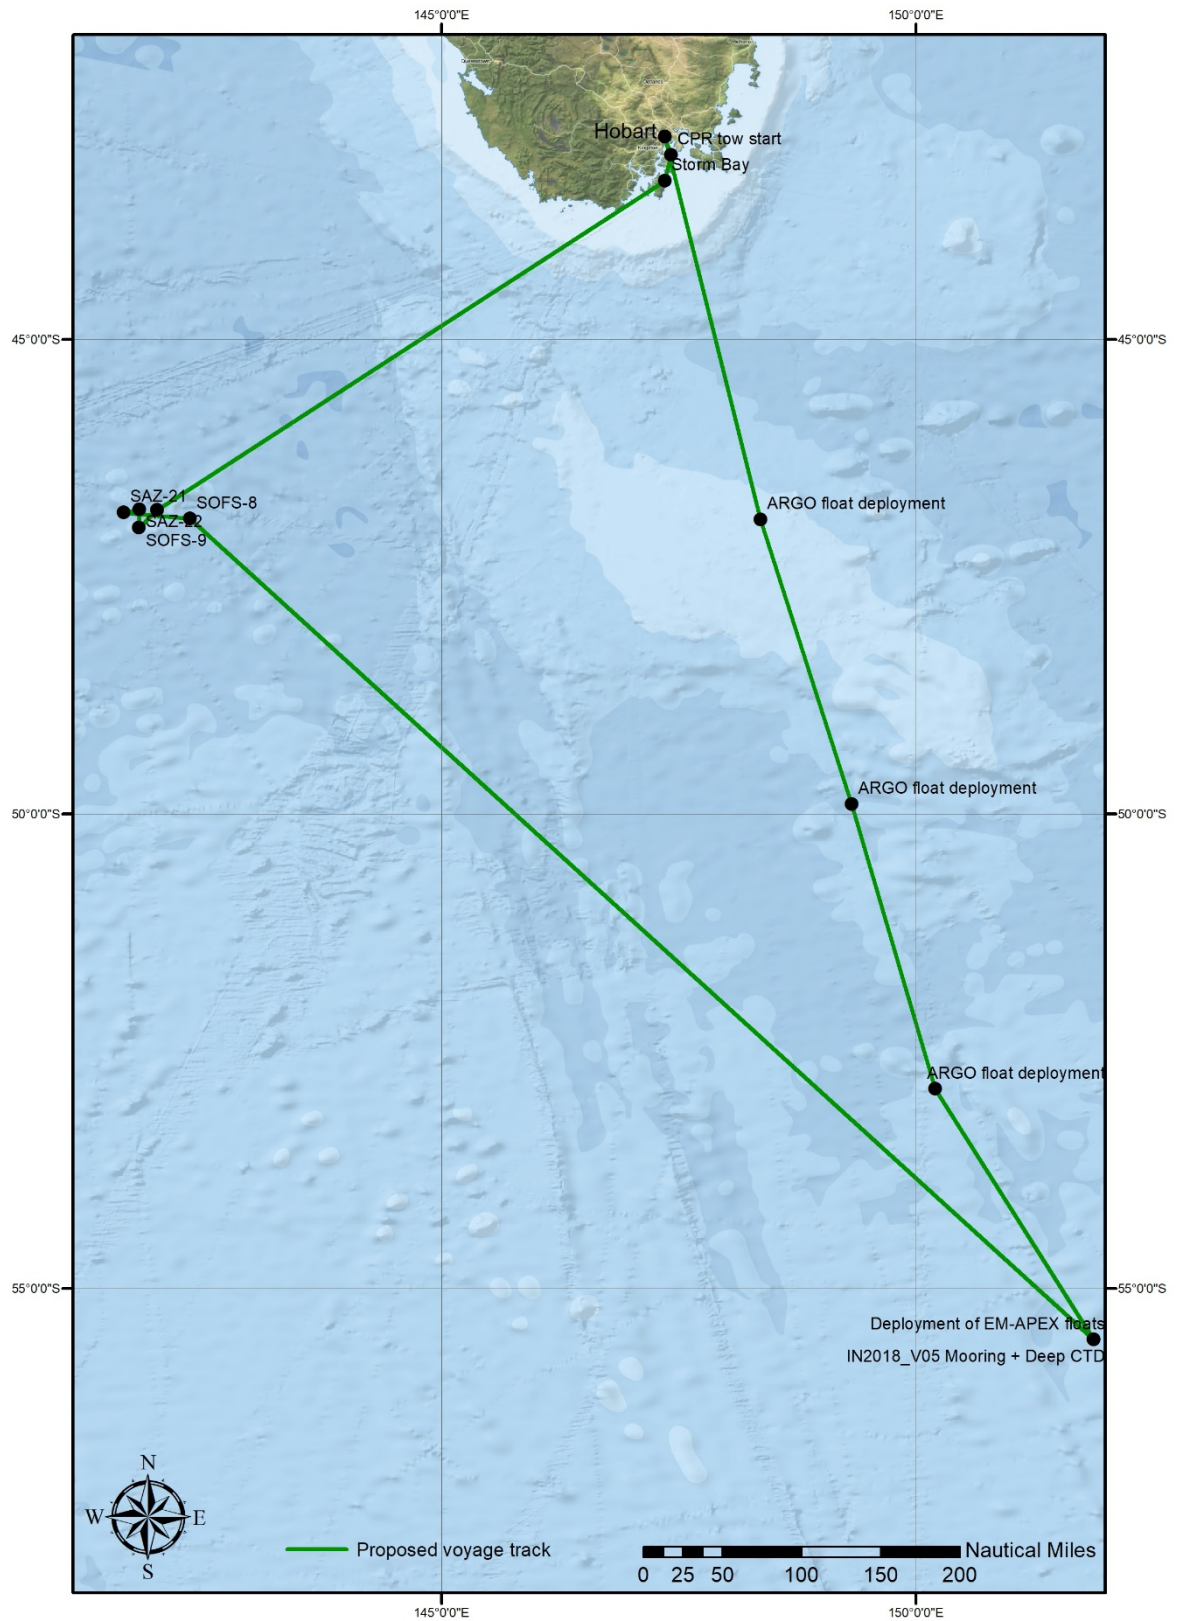 145°0'0"E
150°0'0"E
Hobart
CPR tow start
Storm Bay
45°0'0"S
45°0'0"S
SAZ-21
SOFS-8
SAZ-22
SOFS-9
ARGO float deployment
ARGO float deployment
50°0'0"S
50°0'0"S
ARGO float deployment
55°0'0"S
55°0'0"S
Deployment of EM-APEX floats
IN2018_V05 Mooring + Deep CTD
N
W
E
S
Proposed voyage track
Nautical Miles
0 25 50 100 150 200
145°0'0"E
150°0'0"E